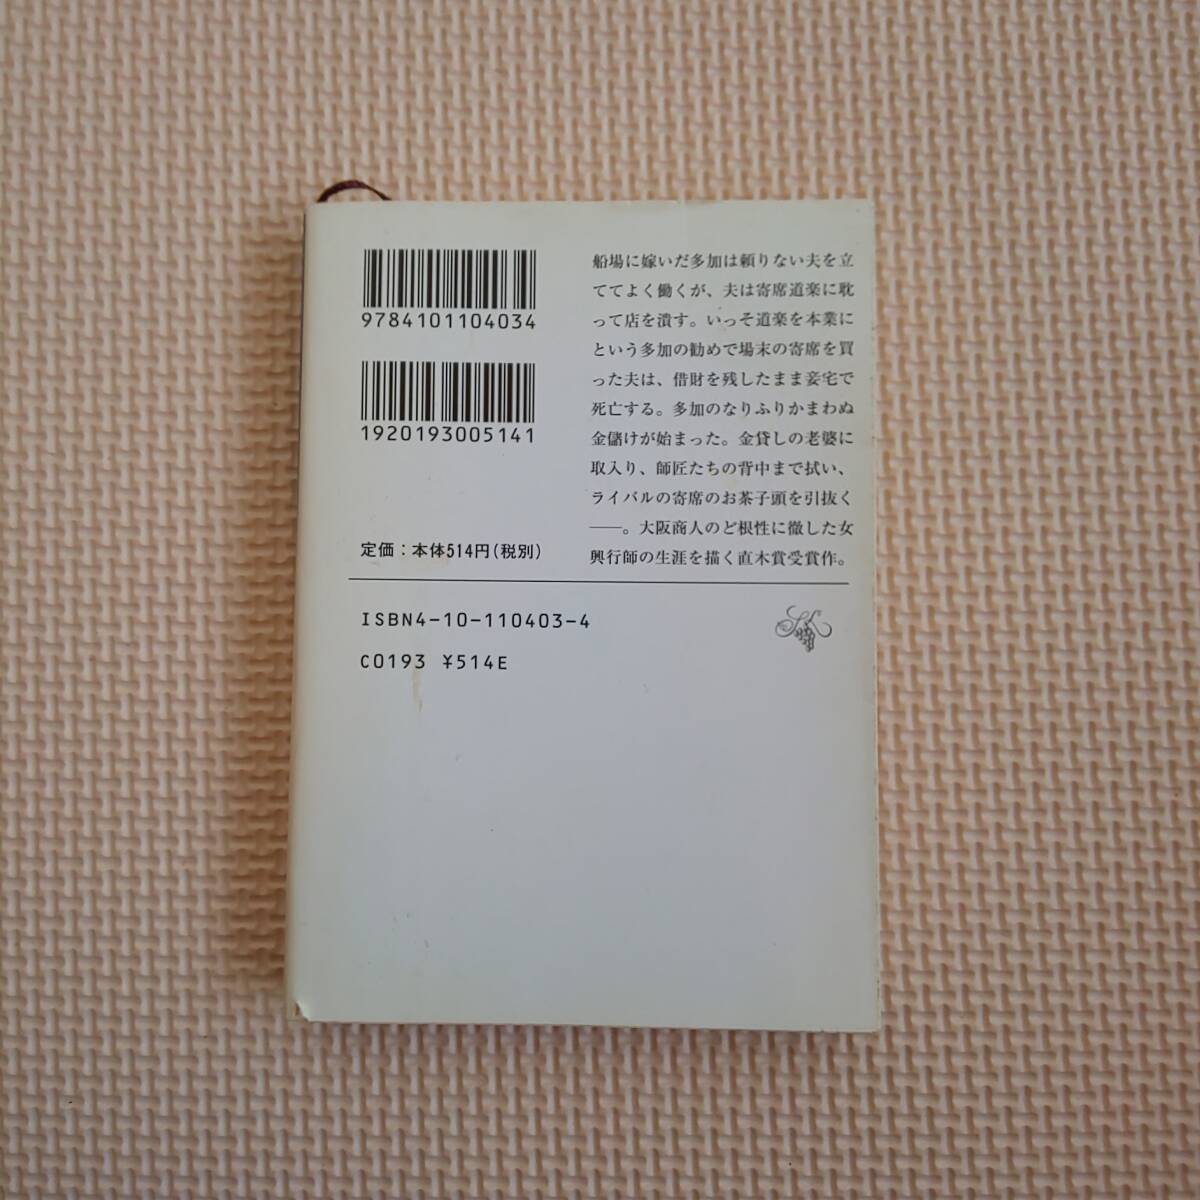 9784101104034
1920193005141
定価：本体514円(税別)
船場に嫁いだ多加は頼りない夫を立
ててよく働くが、夫は寄席道楽に耽
って店を潰す。いっそ道楽を本業に
という多加の勧めで場末の寄席を買
った夫は、借財を残したまま妾宅で
死亡する。多加のなりふりかまわぬ
金儲けが始まった。金貸しの老婆に
取入り、師匠たちの背中まで拭い、
ライバルの寄席のお茶子頭を引抜く
――。大阪商人のど根性に徹した女
興行師の生涯を描く直木賞受賞作。
ISBN4-10-110403-4
C0193 ¥514E